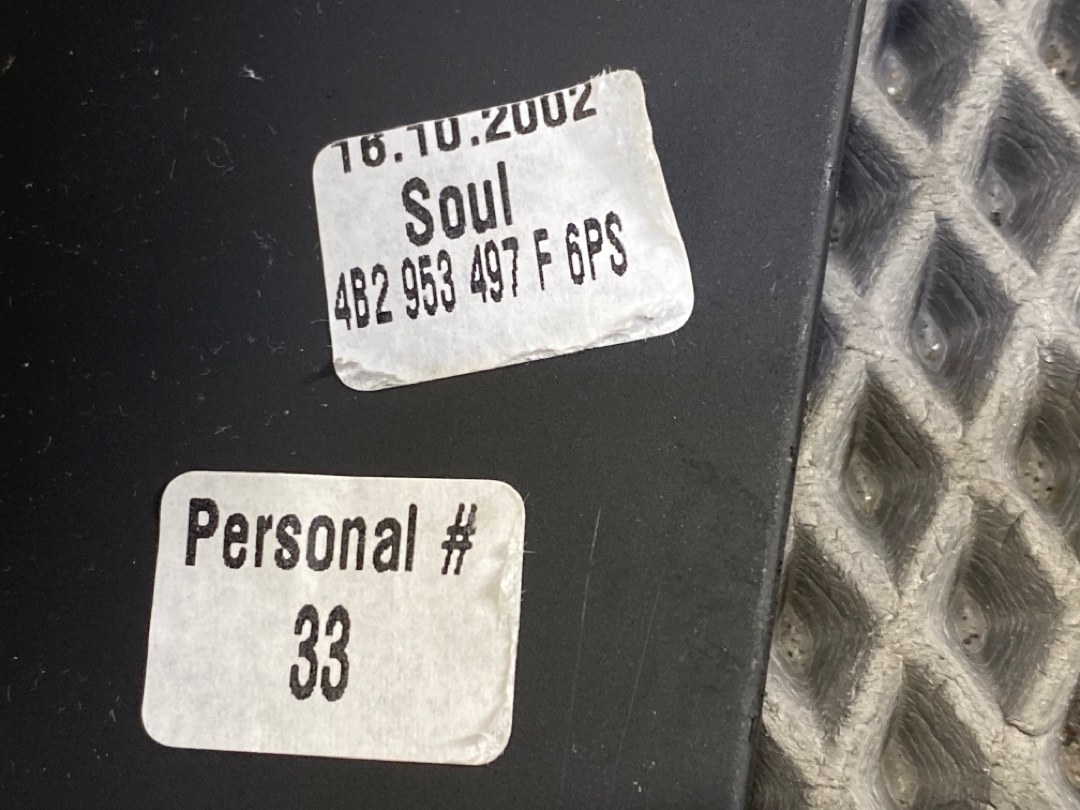 16.10.2002
Soul
4B2 953 497 F 6PS
Personal #
33